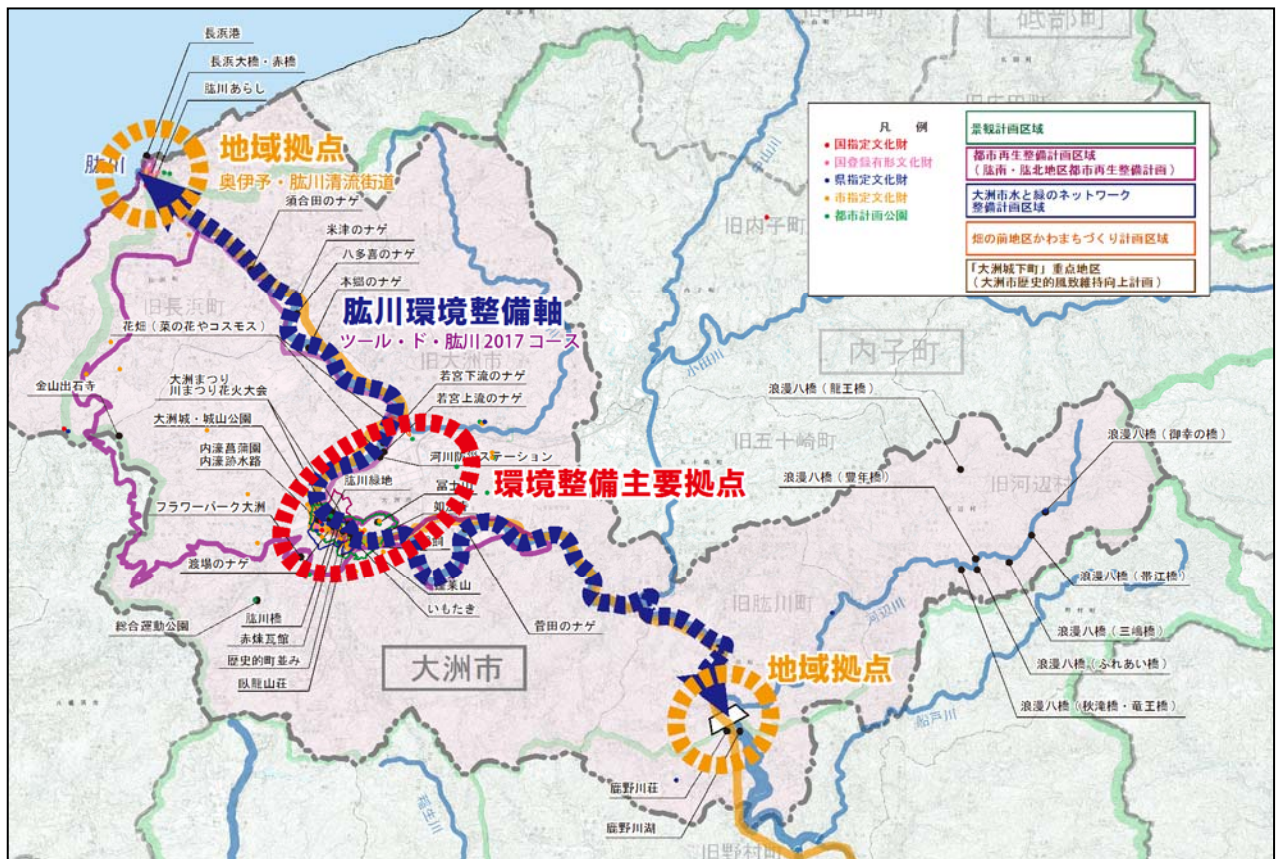 長浜港
長浜大橋・赤橋
肱川あらし
肱川
地域拠点
奥伊予・肱川清流街道
須合田のナゲ
米津のナゲ
八多喜のナゲ
本郷のナゲ
肱川環境整備軸
ツール・ド・肱川2017コース
旧長浜町
旧大洲市
花畑（菜の花やコスモス）
金山出石寺
大洲まつり
川まつり花火大会
大洲城・城山公園
内濠菖蒲園
内濠跡水路
フラワーパーク大洲
若宮下流のナゲ
若宮上流のナゲ
河川防災ステーション
肱川緑地
冨士山
環境整備主要拠点
渡場のナゲ
総合運動公園
肱川橋
赤煉瓦館
歴史的町並み
臥龍山荘
いもたき
菅田のナゲ
大洲市
地域拠点
鹿野川荘
鹿野川湖
旧野村町
稲生川
舟戸川
河辺川
旧肱川町
旧河辺村
旧五十崎町
内子町
旧内子町
小田川
中山川
砥部町
旧中山町
浪漫八橋（龍王橋）
浪漫八橋（豊年橋）
浪漫八橋（御幸の橋）
浪漫八橋（帯江橋）
浪漫八橋（三嶋橋）
浪漫八橋（ふれあい橋）
浪漫八橋（秋滝橋・竜王橋）
凡例
国指定文化財
国登録有形文化財
県指定文化財
市指定文化財
都市計画公園
景観計画区域
都市再生整備計画区域
（肱南・肱北地区都市再生整備計画）
大洲市水と緑のネットワーク
整備計画区域
畑の前地区かわまちづくり計画区域
「大洲城下町」重点地区
（大洲市歴史的風致維持向上計画）